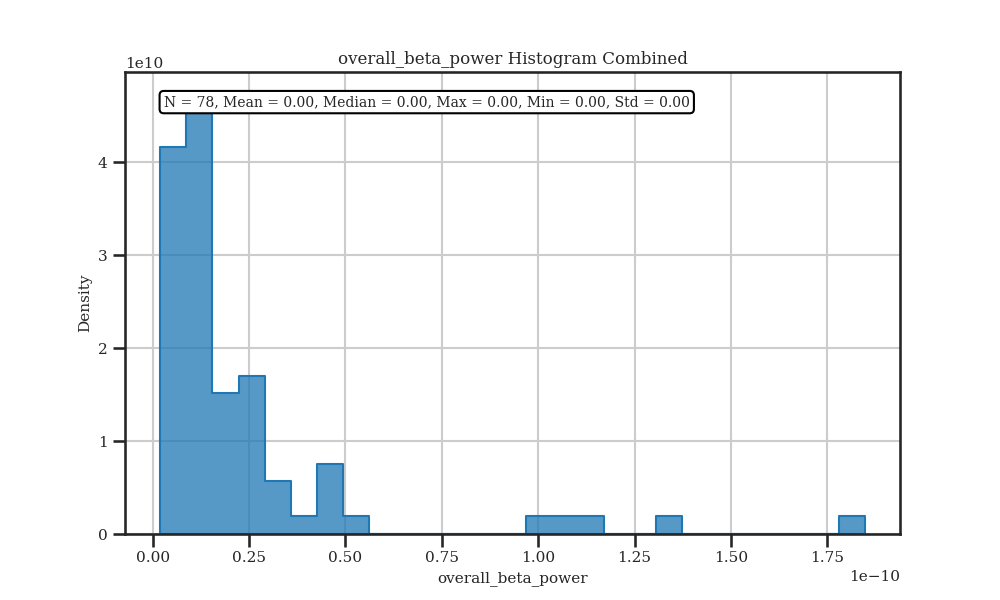 overall_beta_power Histogram Combined
1e10
N = 78, Mean = 0.00, Median = 0.00, Max = 0.00, Min = 0.00, Std = 0.00
4
3
2
1
0
Density
0.00 0.25 0.50 0.75 1.00 1.25 1.50 1.75
1e−10
overall_beta_power